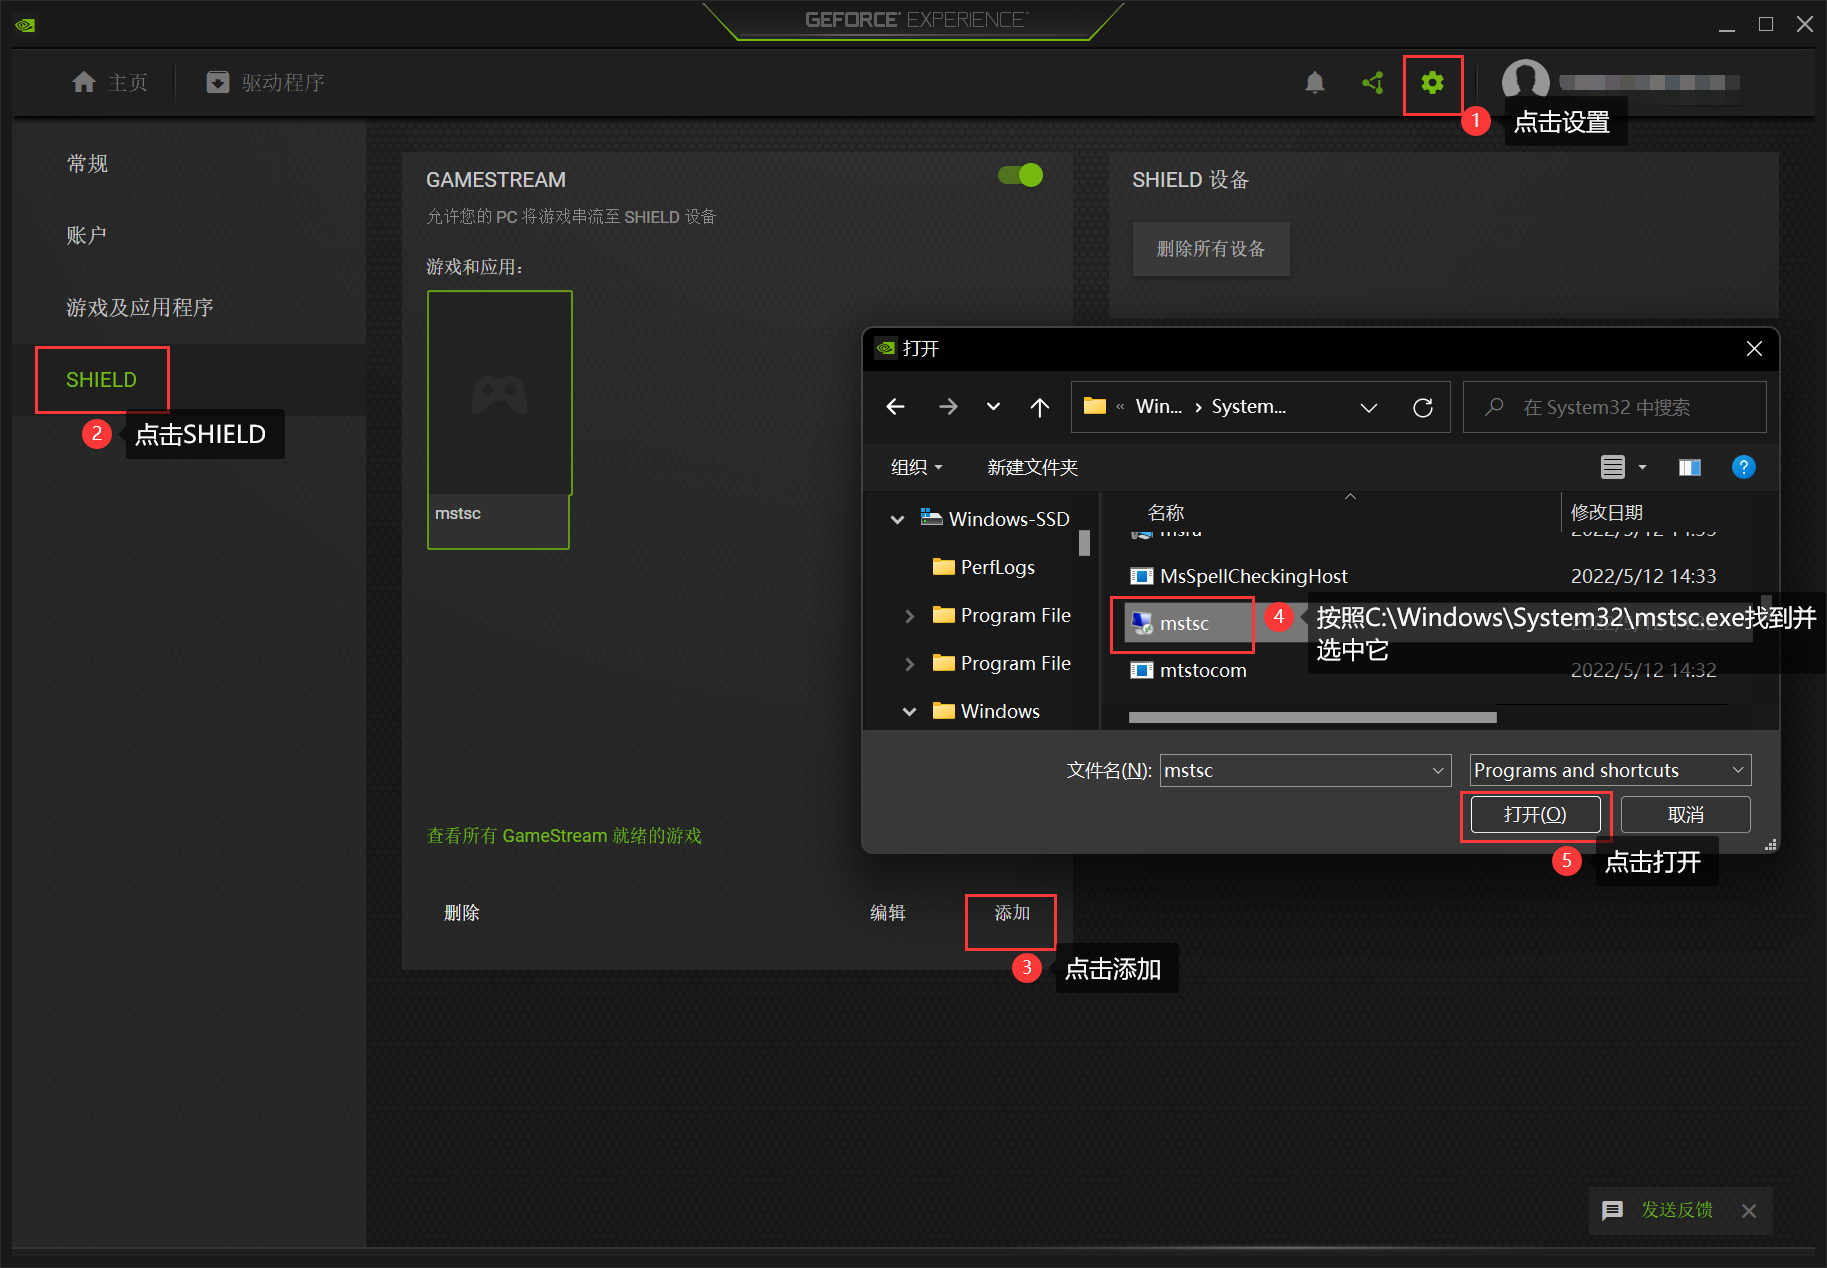 GEFORCE EXPERIENCE
主页
驱动程序
1
点击设置
常规
账户
游戏及应用程序
SHIELD
2
点击SHIELD
GAMESTREAM
允许您的 PC 将游戏串流至 SHIELD 设备
游戏和应用：
mstsc
查看所有 GameStream 就绪的游戏
删除
编辑
添加
3
点击添加
SHIELD 设备
删除所有设备
打开
« Win... › System...
在 System32 中搜索
组织
新建文件夹
?
Windows-SSD
PerfLogs
Program File
Program File
Windows
名称
修改日期
msra
2022/5/12 14:33
MsSpellCheckingHost
2022/5/12 14:33
mstsc
4
按照C:\Windows\System32\mstsc.exe找到并
选中它
mtstocom
2022/5/12 14:32
文件名(N):
mstsc
Programs and shortcuts
打开(O)
取消
5
点击打开
发送反馈